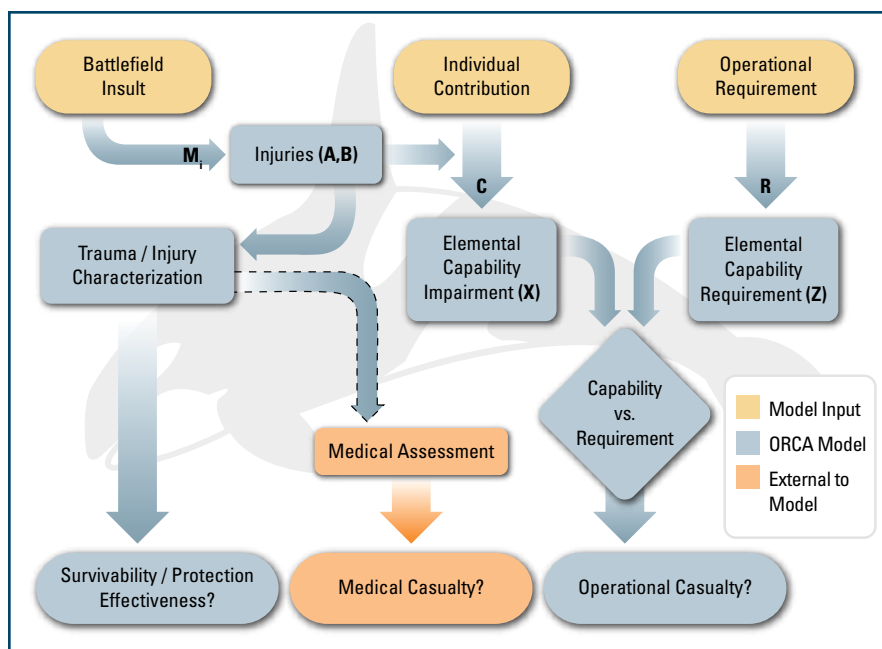 Battlefield
Insult
Individual
Contribution
Operational
Requirement
M_i
Injuries (A,B)
C
R
Trauma / Injury
Characterization
Elemental
Capability
Impairment (X)
Elemental
Capability
Requirement (Z)
Capability
vs.
Requirement
Model Input
ORCA Model
External to
Model
Medical Assessment
Survivability / Protection
Effectiveness?
Medical Casualty?
Operational Casualty?